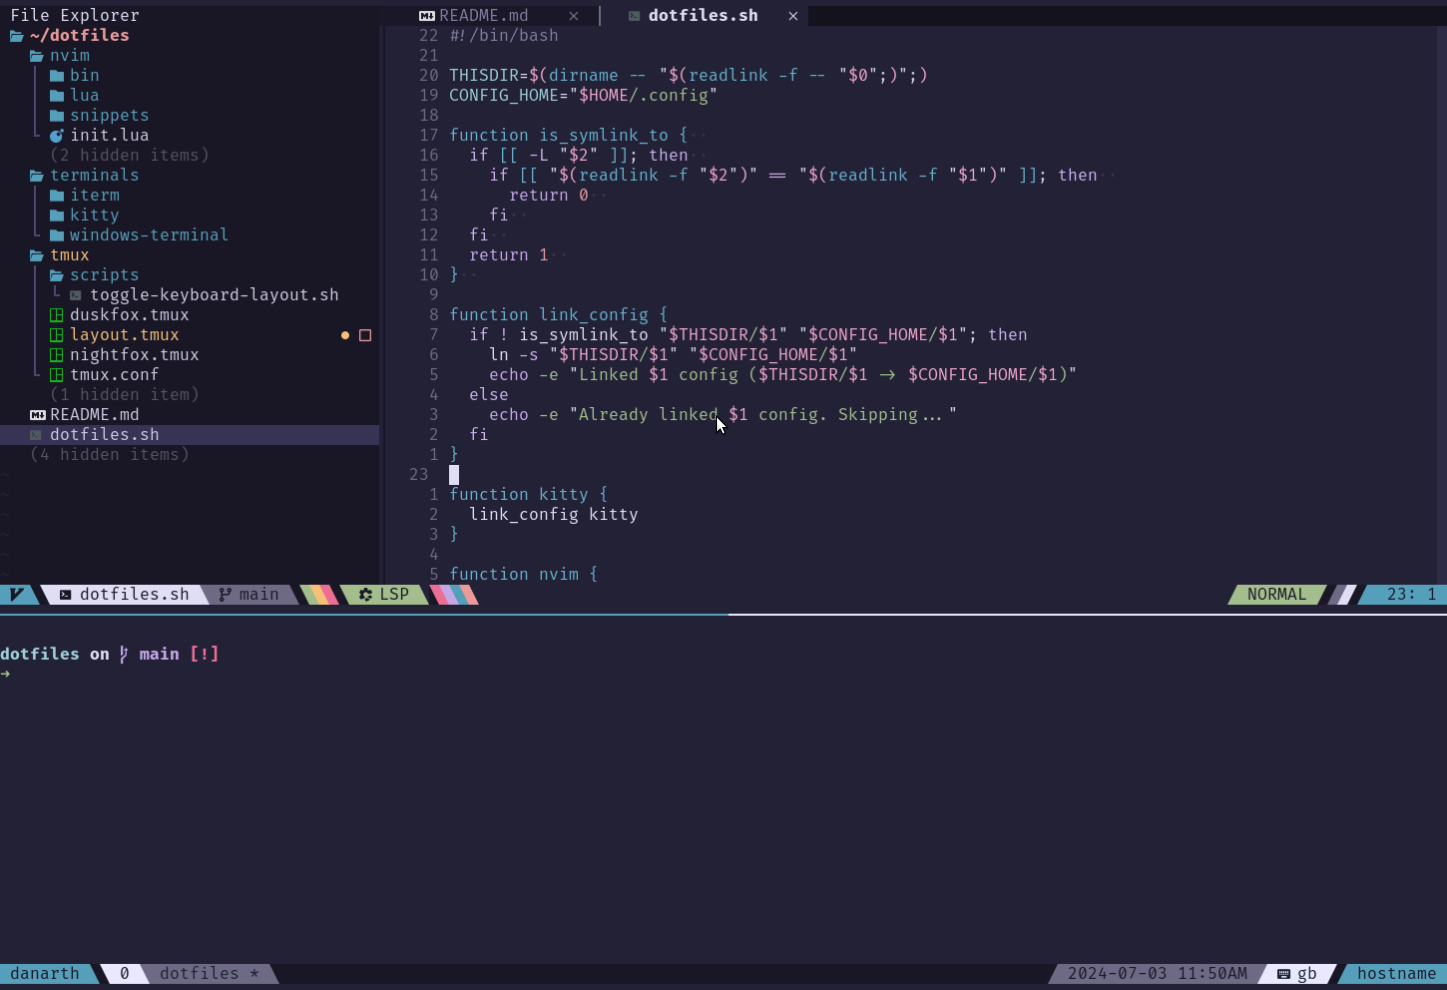 File Explorer
README.md × dotfiles.sh ×
~/dotfiles
nvim
bin
lua
snippets
init.lua
(2 hidden items)
terminals
iterm
kitty
windows-terminal
tmux
scripts
toggle-keyboard-layout.sh
duskfox.tmux
layout.tmux
nightfox.tmux
tmux.conf
(1 hidden item)
README.md
dotfiles.sh
(4 hidden items)
22 #!/bin/bash
21
20 THISDIR=$(dirname -- "$(readlink -f -- "$0";)";)
19 CONFIG_HOME="$HOME/.config"
18
17 function is_symlink_to {
16 if [[ -L "$2" ]]; then
15 if [[ "$(readlink -f "$2")" == "$(readlink -f "$1")" ]]; then
14 return 0
13 fi
12 fi
11 return 1
10 }
9
8 function link_config {
7 if ! is_symlink_to "$THISDIR/$1" "$CONFIG_HOME/$1"; then
6 ln -s "$THISDIR/$1" "$CONFIG_HOME/$1"
5 echo -e "Linked $1 config ($THISDIR/$1 -> $CONFIG_HOME/$1)"
4 else
3 echo -e "Already linked $1 config. Skipping..."
2 fi
1 }
23
1 function kitty {
2 link_config kitty
3 }
4
5 function nvim {
dotfiles.sh main LSP NORMAL 23: 1
dotfiles on main [!]
➜
danarth 0 dotfiles * 2024-07-03 11:50AM gb hostname